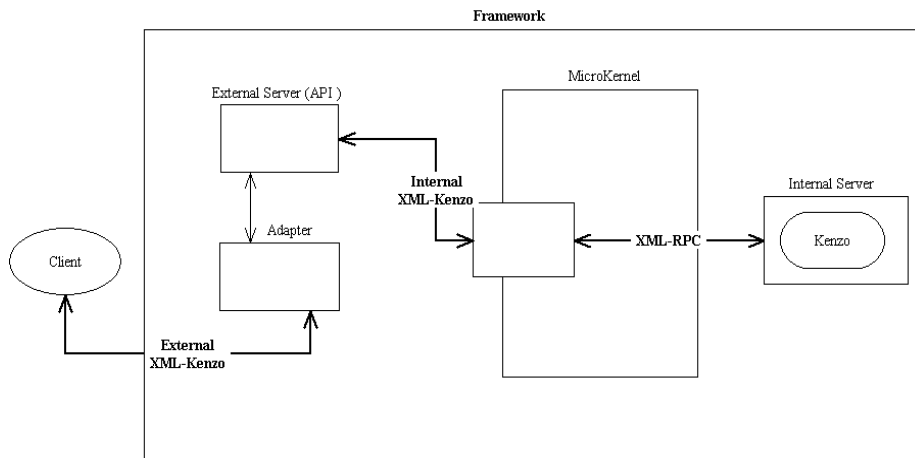 Framework
MicroKernel
External Server (API )
Internal
XML-Kenzo
Internal Server
Adapter
XML-RPC
Kenzo
Client
External
XML-Kenzo